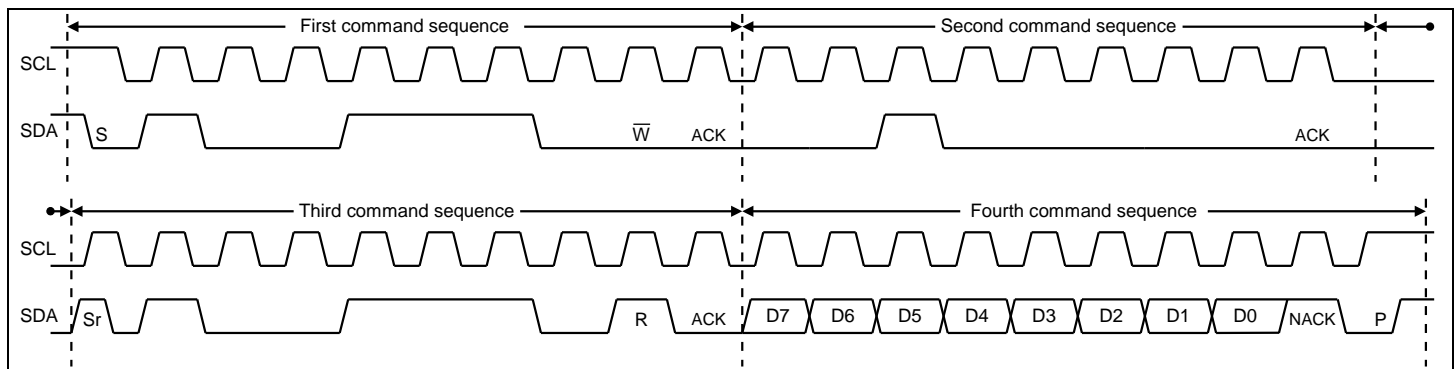 First command sequence Second command sequence
SCL
SDA S W̅ ACK ACK
Third command sequence Fourth command sequence
SCL
SDA Sr R ACK D7 D6 D5 D4 D3 D2 D1 D0 NACK P